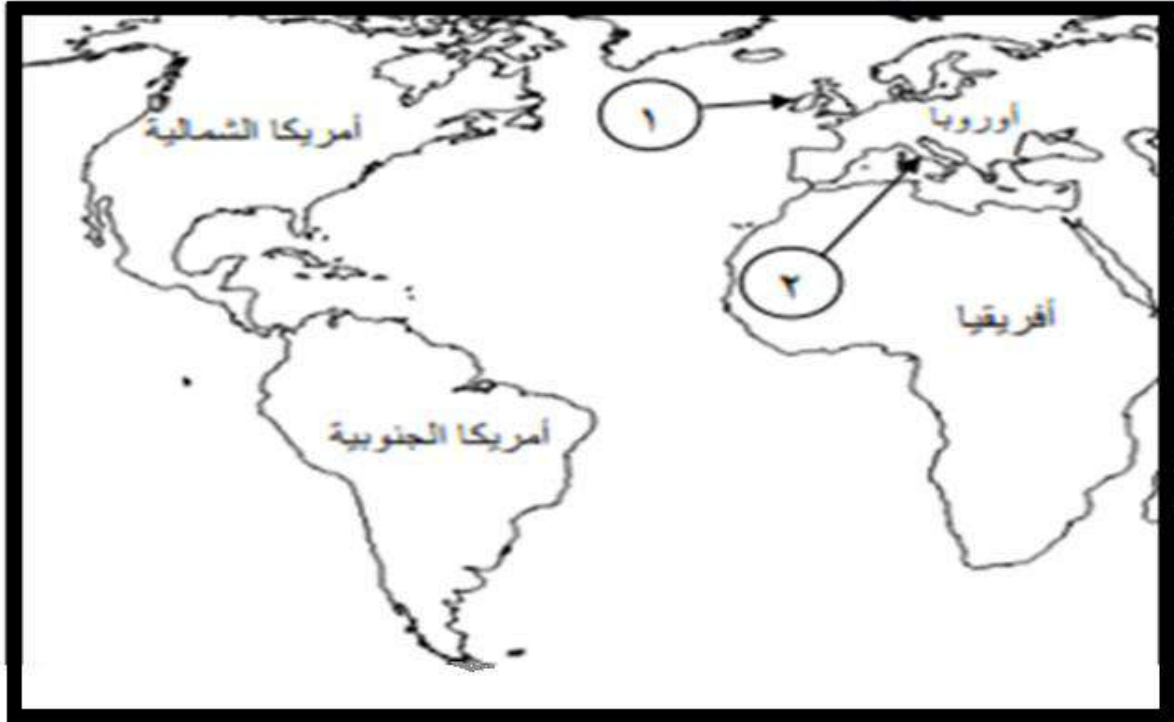 ١
أوروبا
أمريكا الشمالية
٢
أفريقيا
أمريكا الجنوبية